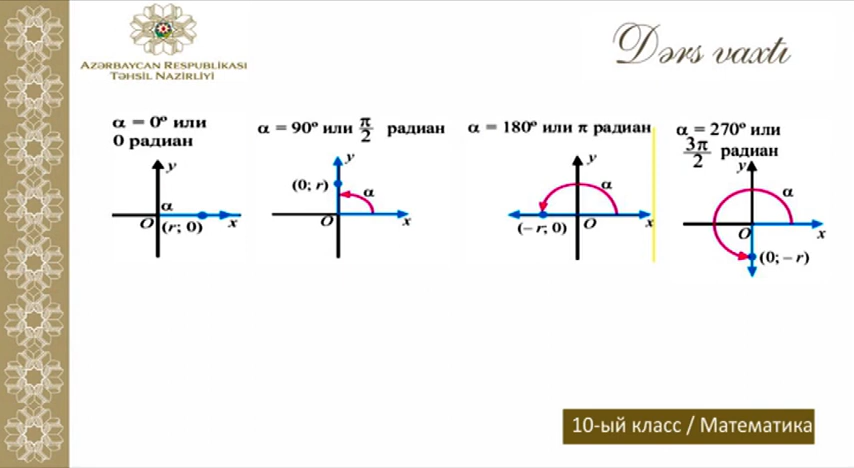 AZƏRBAYCAN RESPUBLIKASI
TƏHSIL NAZIRLIYI
Dərs vaxtı
α = 0º или
0 радиан
y
α
O
(r; 0)
x
α = 90º или π/2 радиан
y
(0; r)
α
O
x
α = 180º или π радиан
y
α
(– r; 0)
O
x
α = 270º или
3π/2 радиан
y
α
O
x
(0; – r)
10-ый класс / Математика